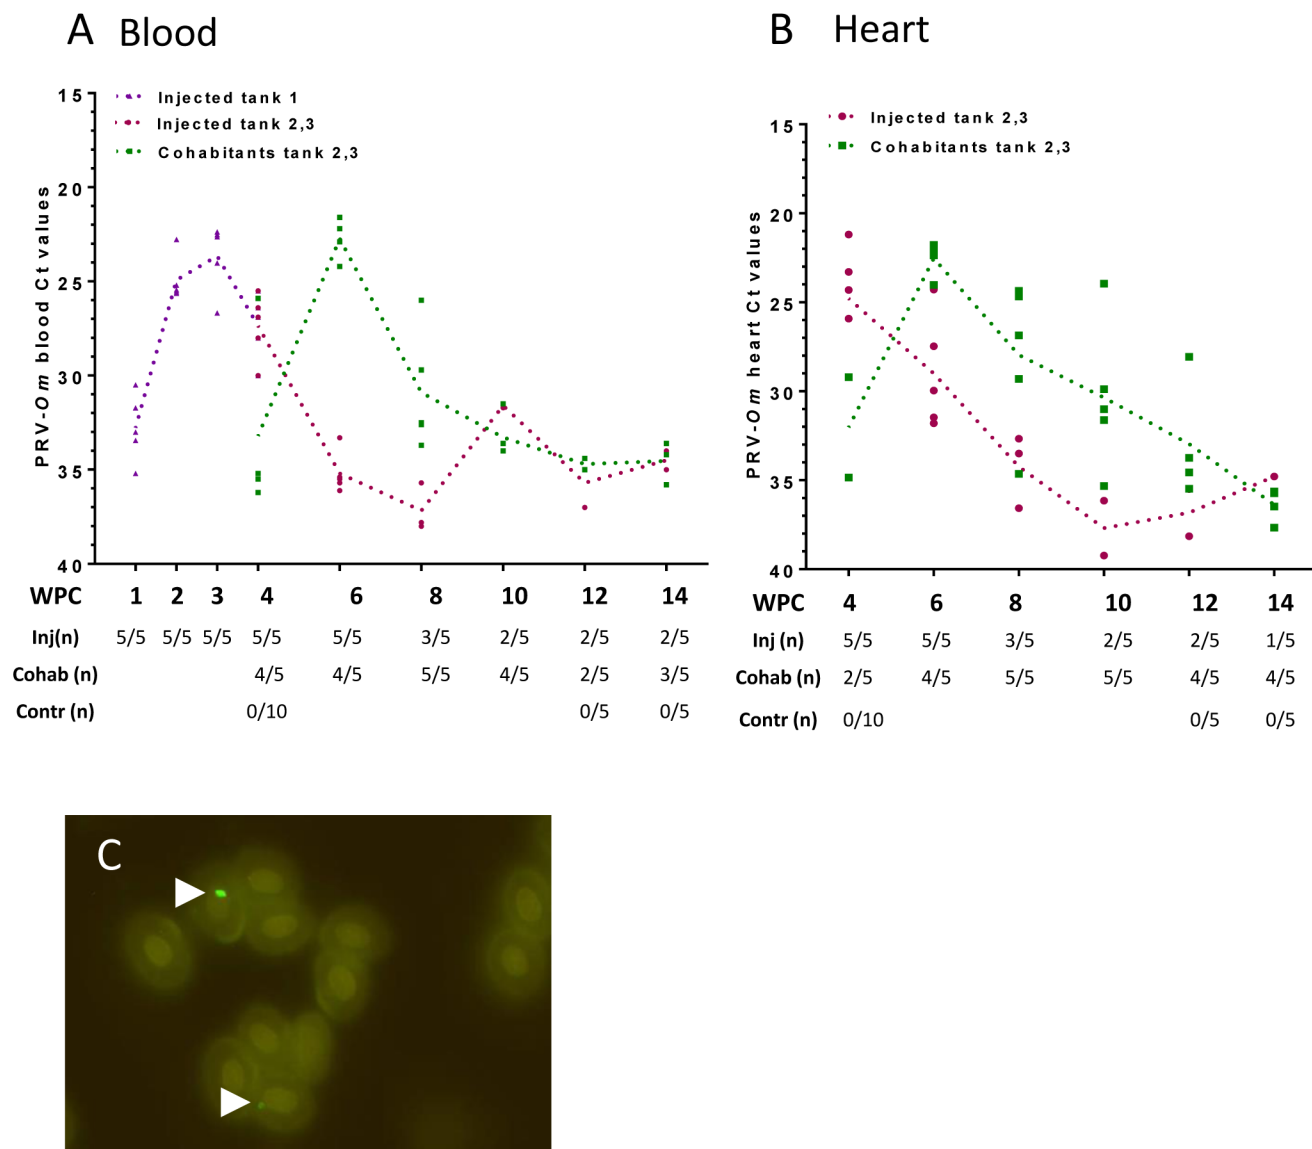 A Blood
Injected tank 1
Injected tank 2,3
Cohabitants tank 2,3
PRV-Om blood Ct values
15
20
25
30
35
40
WPC 1 2 3 4 6 8 10 12 14
Inj(n) 5/5 5/5 5/5 5/5 5/5 3/5 2/5 2/5 2/5
Cohab (n) 4/5 4/5 5/5 4/5 2/5 3/5
Contr (n) 0/10 0/5 0/5
B Heart
Injected tank 2,3
Cohabitants tank 2,3
PRV-Om heart Ct values
15
20
25
30
35
40
WPC 4 6 8 10 12 14
Inj (n) 5/5 5/5 3/5 2/5 2/5 1/5
Cohab (n) 2/5 4/5 5/5 5/5 4/5 4/5
Contr (n) 0/10 0/5 0/5
C